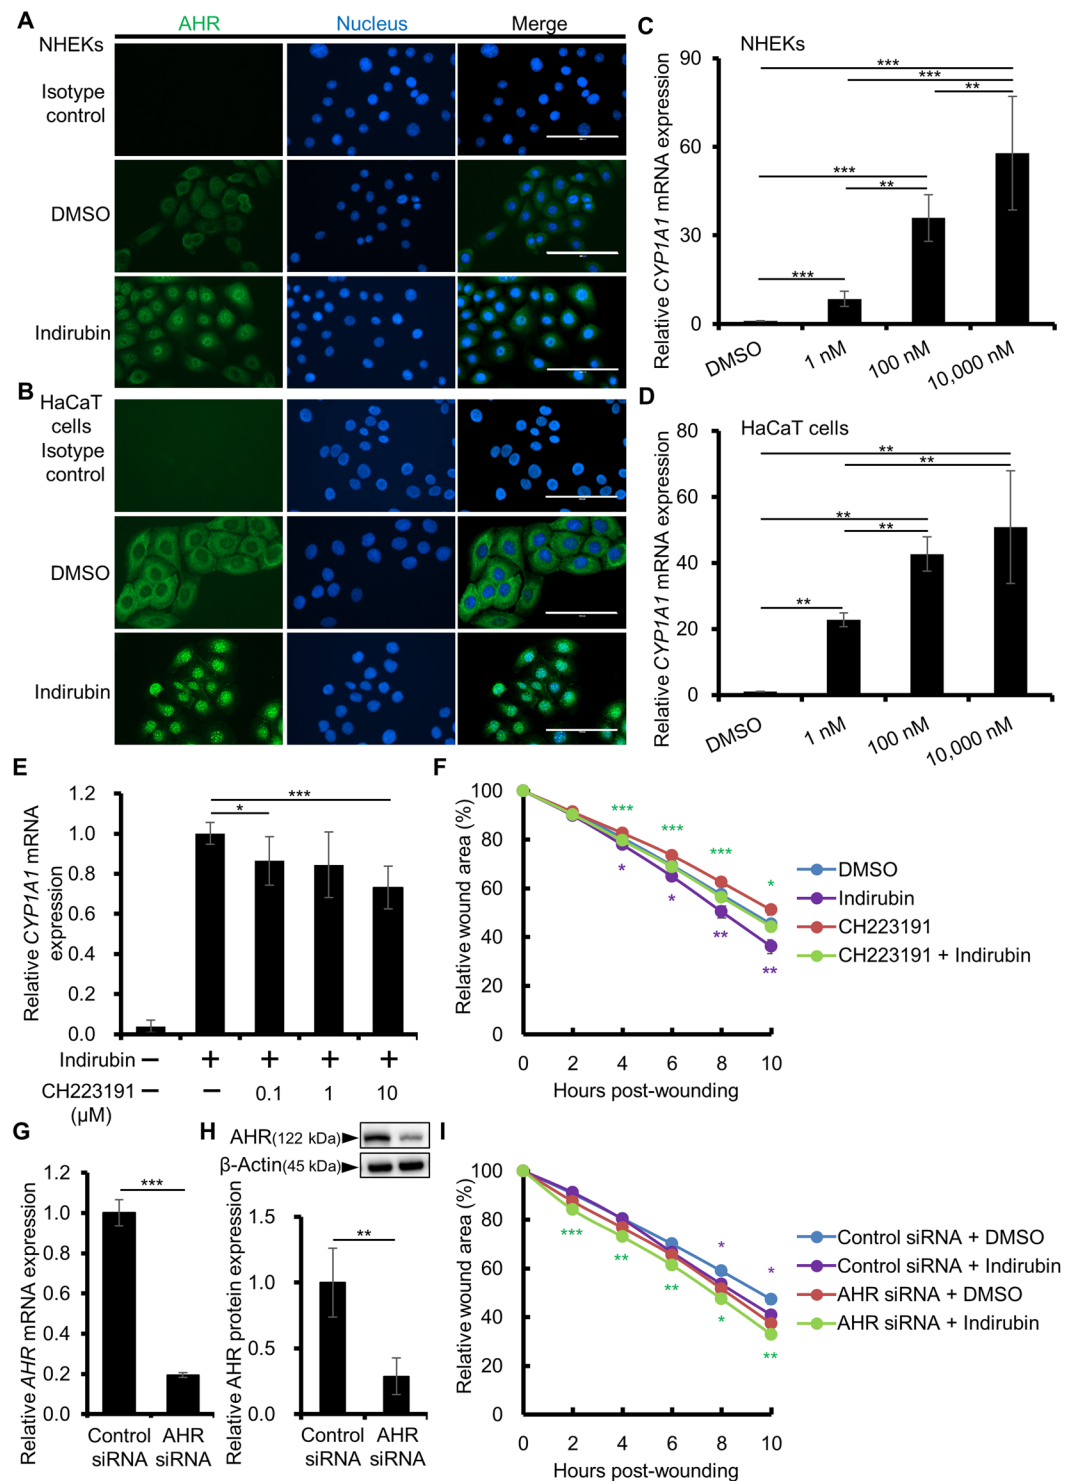 A
AHR
Nucleus
Merge
NHEKs
Isotype
control
DMSO
Indirubin
B
HaCaT
cells
Isotype
control
DMSO
Indirubin
C
NHEKs
Relative CYP1A1 mRNA expression
90
60
30
0
***
***
**
***
**
***
DMSO
1 nM
100 nM
10,000 nM
D
HaCaT cells
Relative CYP1A1 mRNA expression
80
60
40
20
0
**
**
**
**
**
DMSO
1 nM
100 nM
10,000 nM
E
Relative CYP1A1 mRNA
expression
1.2
1.0
0.8
0.6
0.4
0.2
0.0
***
*
Indirubin − + + + +
CH223191 − − 0.1 1 10
(µM)
F
Relative wound area (%)
100
80
60
40
20
0
*** *** *** *
* * ** **
0 2 4 6 8 10
Hours post-wounding
DMSO
Indirubin
CH223191
CH223191 + Indirubin
G
Relative AHR mRNA expression
1.2
1.0
0.8
0.6
0.4
0.2
0.0
***
Control
siRNA
AHR
siRNA
H
AHR(122 kDa)
β-Actin(45 kDa)
Relative AHR protein expression
1.5
1.0
0.5
0.0
**
Control
siRNA
AHR
siRNA
I
Relative wound area (%)
100
80
60
40
20
0
* *
*** ** ** * **
0 2 4 6 8 10
Hours post-wounding
Control siRNA + DMSO
Control siRNA + Indirubin
AHR siRNA + DMSO
AHR siRNA + Indirubin